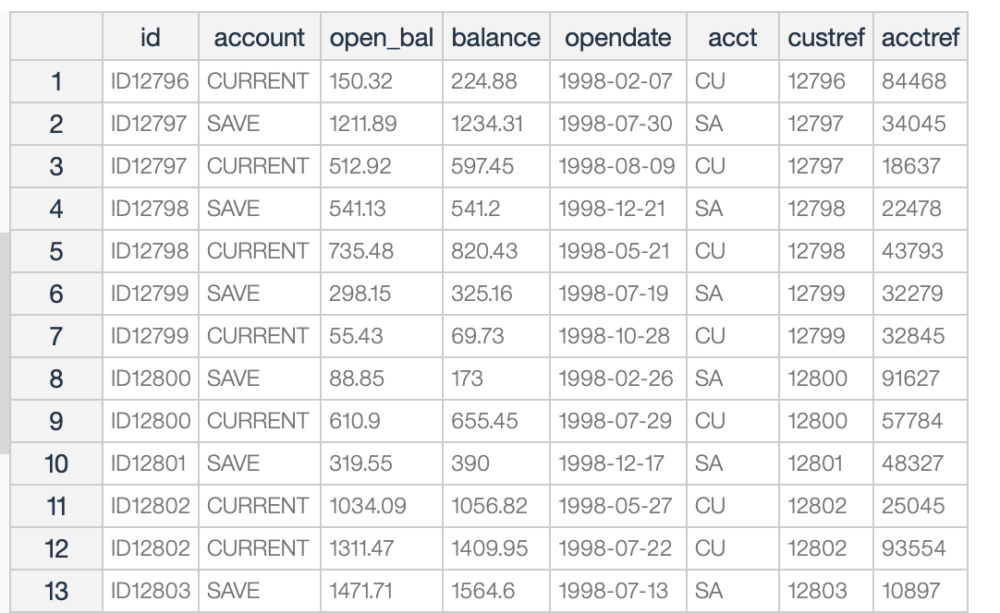 id account open_bal balance opendate acct custref acctref
1 ID12796 CURRENT 150.32 224.88 1998-02-07 CU 12796 84468
2 ID12797 SAVE 1211.89 1234.31 1998-07-30 SA 12797 34045
3 ID12797 CURRENT 512.92 597.45 1998-08-09 CU 12797 18637
4 ID12798 SAVE 541.13 541.2 1998-12-21 SA 12798 22478
5 ID12798 CURRENT 735.48 820.43 1998-05-21 CU 12798 43793
6 ID12799 SAVE 298.15 325.16 1998-07-19 SA 12799 32279
7 ID12799 CURRENT 55.43 69.73 1998-10-28 CU 12799 32845
8 ID12800 SAVE 88.85 173 1998-02-26 SA 12800 91627
9 ID12800 CURRENT 610.9 655.45 1998-07-29 CU 12800 57784
10 ID12801 SAVE 319.55 390 1998-12-17 SA 12801 48327
11 ID12802 CURRENT 1034.09 1056.82 1998-05-27 CU 12802 25045
12 ID12802 CURRENT 1311.47 1409.95 1998-07-22 CU 12802 93554
13 ID12803 SAVE 1471.71 1564.6 1998-07-13 SA 12803 10897